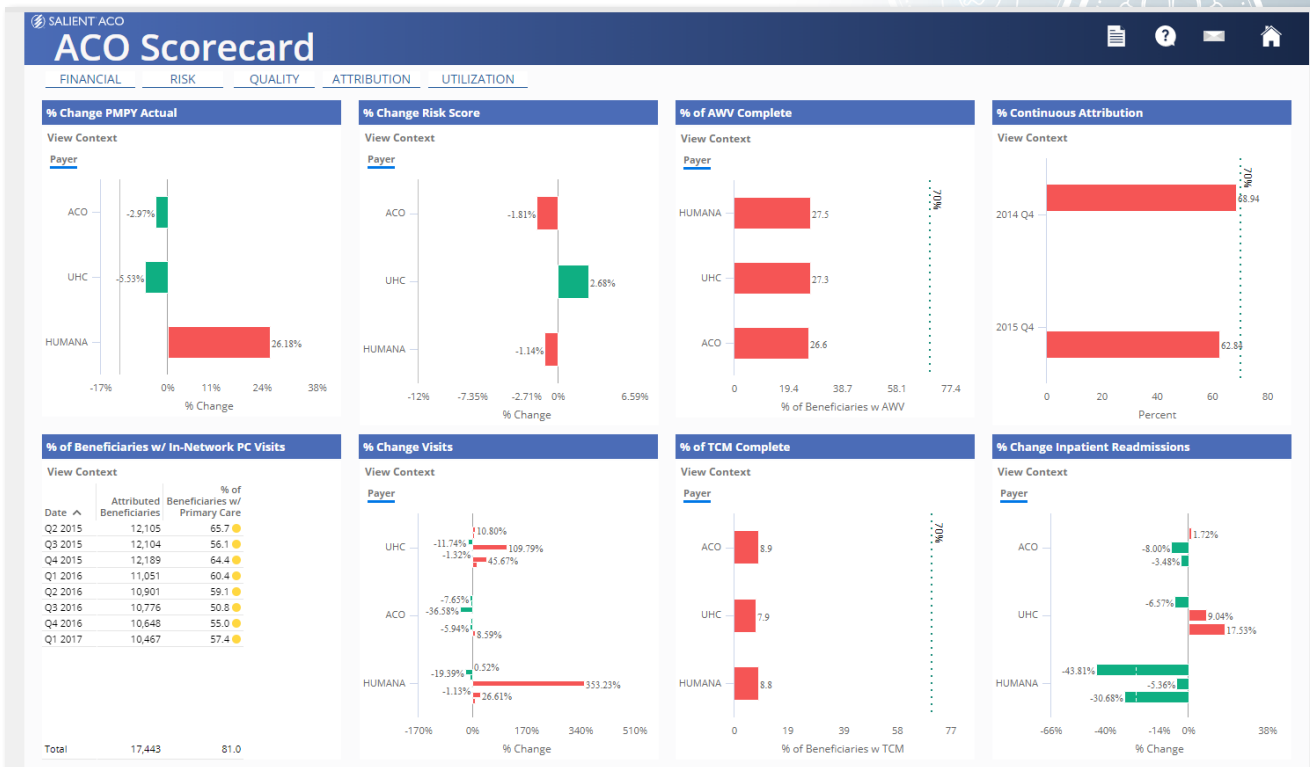 SALIENT ACO
ACO Scorecard
FINANCIAL RISK QUALITY ATTRIBUTION UTILIZATION
% Change PMPY Actual
View Context
Payer
ACO
-2.97%
UHC
-5.53%
HUMANA
26.18%
-17% 0% 11% 24% 38%
% Change
% Change Risk Score
View Context
Payer
ACO
-1.81%
UHC
2.68%
HUMANA
-1.14%
-12% -7.35% -2.71% 0% 6.59%
% Change
% of AWV Complete
View Context
Payer
70%
HUMANA
27.5
UHC
27.3
ACO
26.6
0 19.4 38.7 58.1 77.4
% of Beneficiaries w AWV
% Continuous Attribution
View Context
70%
2014 Q4
68.94
2015 Q4
62.84
0 20 40 60 80
Percent
% of Beneficiaries w/ In-Network PC Visits
View Context
Date Attributed Beneficiaries % of Beneficiaries w/ Primary Care
Q2 2015 12,105 65.7
Q3 2015 12,104 56.1
Q4 2015 12,189 64.4
Q1 2016 11,051 60.4
Q2 2016 10,901 59.1
Q3 2016 10,776 50.8
Q4 2016 10,648 55.0
Q1 2017 10,467 57.4
Total 17,443 81.0
% Change Visits
View Context
Payer
UHC
10.80%
-11.74%
109.79%
-1.32%
45.67%
ACO
-7.65%
-36.58%
-5.94%
8.59%
HUMANA
0.52%
-19.39%
353.23%
-1.13%
26.61%
-170% 0% 170% 340% 510%
% Change
% of TCM Complete
View Context
Payer
70%
ACO
8.9
UHC
7.9
HUMANA
8.8
0 19 39 58 77
% of Beneficiaries w TCM
% Change Inpatient Readmissions
View Context
Payer
ACO
1.72%
-8.00%
-3.48%
UHC
-6.57%
9.04%
17.53%
HUMANA
-43.81%
-5.36%
-30.68%
-66% -40% -14% 0% 38%
% Change